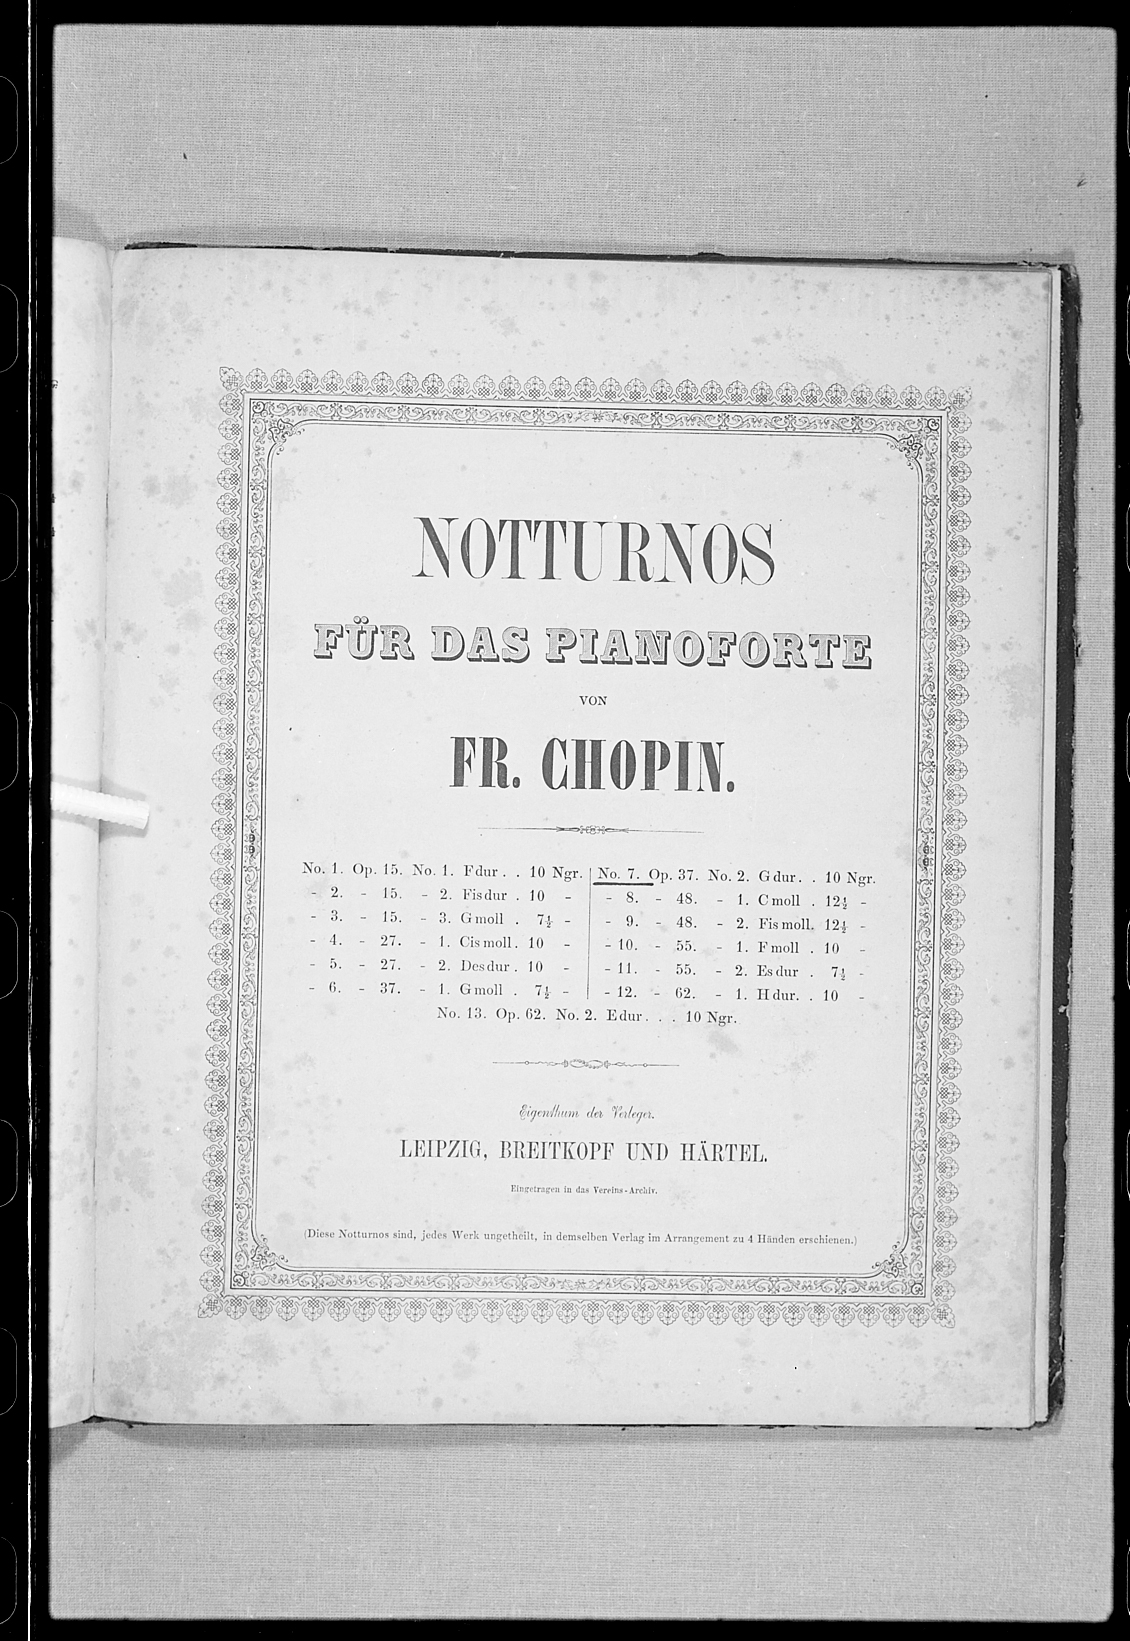 NOTTURNOS
FÜR DAS PIANOFORTE
VON
FR. CHOPIN.
No. 1. Op. 15. No. 1. Fdur . . 10 Ngr.
- 2. - 15. - 2. Fisdur . 10 -
- 3. - 15. - 3. Gmoll . 7½ -
- 4. - 27. - 1. Cismoll . 10 -
- 5. - 27. - 2. Desdur . 10 -
- 6. - 37. - 1. Gmoll . 7½ -
No. 7. Op. 37. No. 2. Gdur . . 10 Ngr.
- 8. - 48. - 1. Cmoll . 12½ -
- 9. - 48. - 2. Fismoll. 12½ -
- 10. - 55. - 1. Fmoll . 10 -
- 11. - 55. - 2. Esdur . 7½ -
- 12. - 62. - 1. Hdur. . 10 -
No. 13. Op. 62. No. 2. Edur . . . 10 Ngr.
Eigenthum der Verleger.
LEIPZIG, BREITKOPF UND HÄRTEL.
Eingetragen in das Vereins-Archiv.
(Diese Notturnos sind, jedes Werk ungetheilt, in demselben Verlag im Arrangement zu 4 Händen erschienen.)